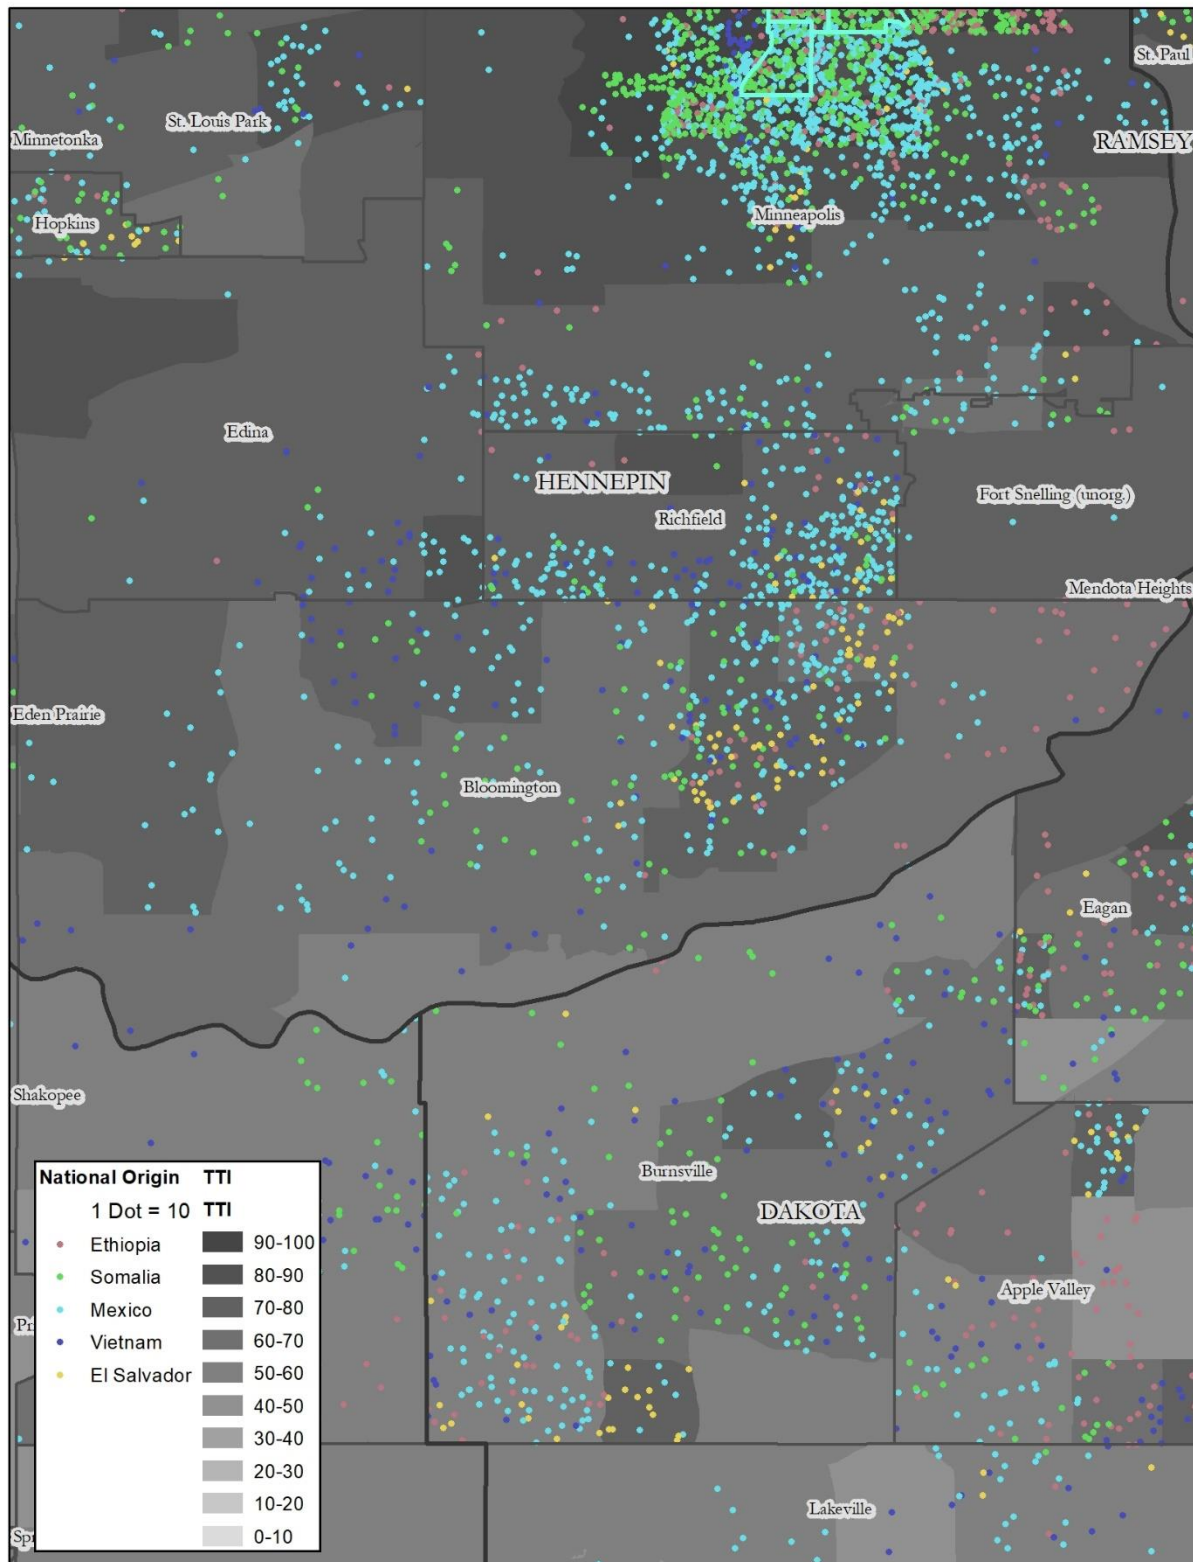 St. Paul
St. Louis Park
Minnetonka
RAMSEY
Hopkins
Minneapolis
Edina
HENNEPIN
Fort Snelling (unorg.)
Richfield
Mendota Heights
Eden Prairie
Bloomington
Eagan
Shakopee
Burnsville
DAKOTA
Apple Valley
Lakeville
National Origin TTI
1 Dot = 10 TTI
Ethiopia 90-100
Somalia 80-90
Mexico 70-80
Vietnam 60-70
El Salvador 50-60
40-50
30-40
20-30
10-20
0-10